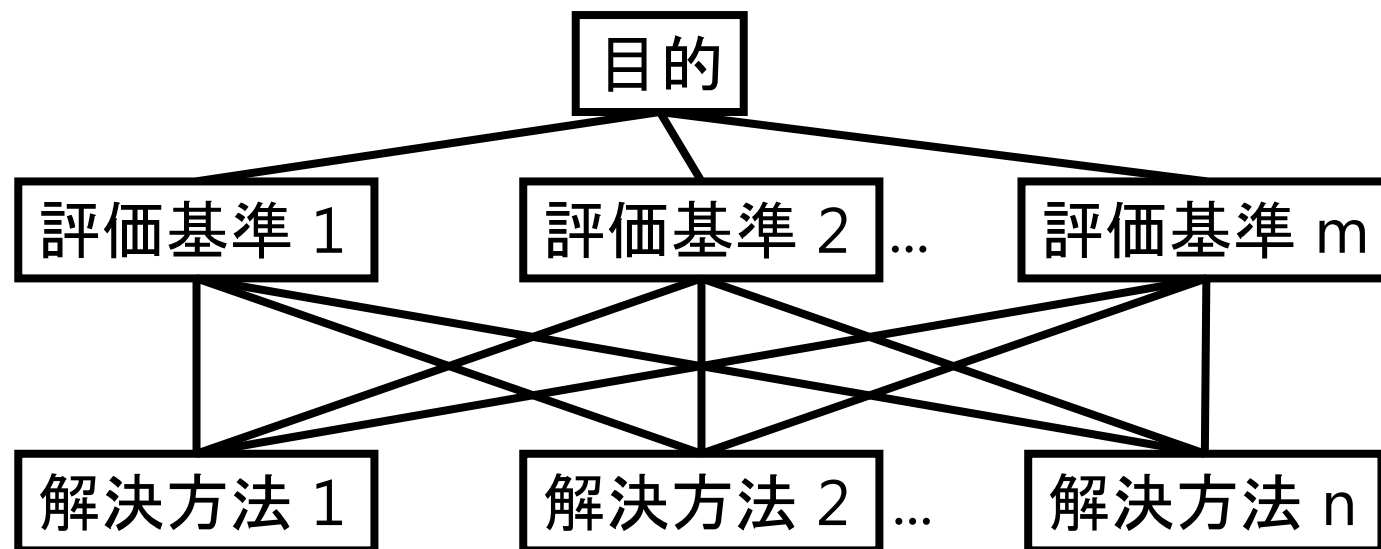 目的
評価基準 1
評価基準 2
...
評価基準 m
解決方法 1
解決方法 2
...
解決方法 n